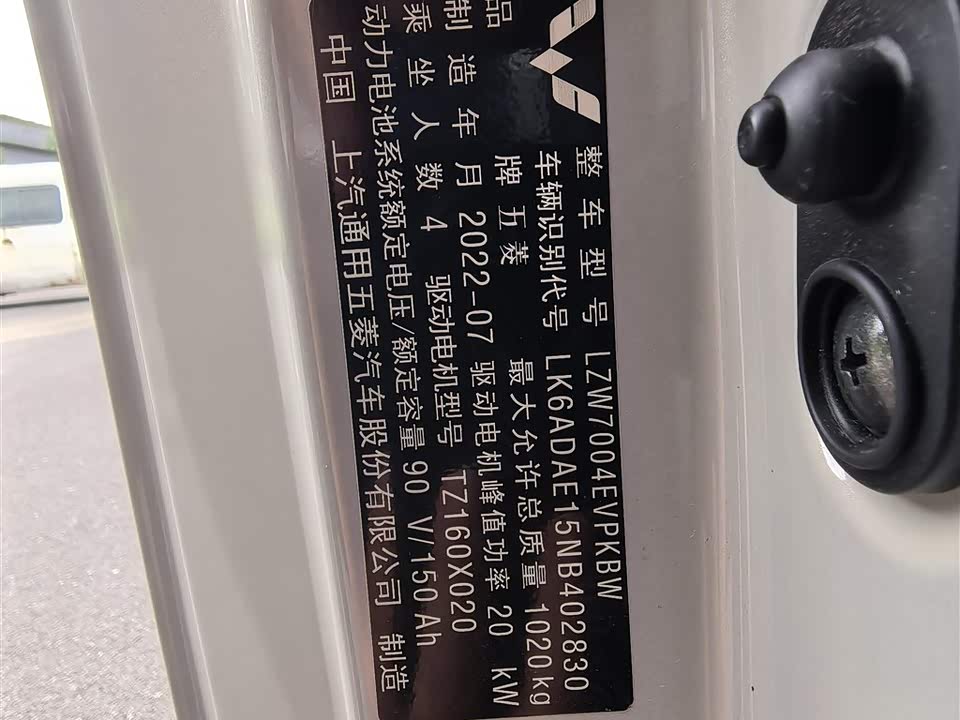 整车型号 LZW7004EVPKBW
车辆识别代号 LK6ADAE15NB402830
品牌 五菱 最大允许总质量 1020kg
制造年月 2022-07 驱动电机峰值功率 20 kW
乘坐人数 4 驱动电机型号 TZ160X020
动力电池系统额定电压/额定容量 90 V/150Ah
中国 上汽通用五菱汽车股份有限公司 制造